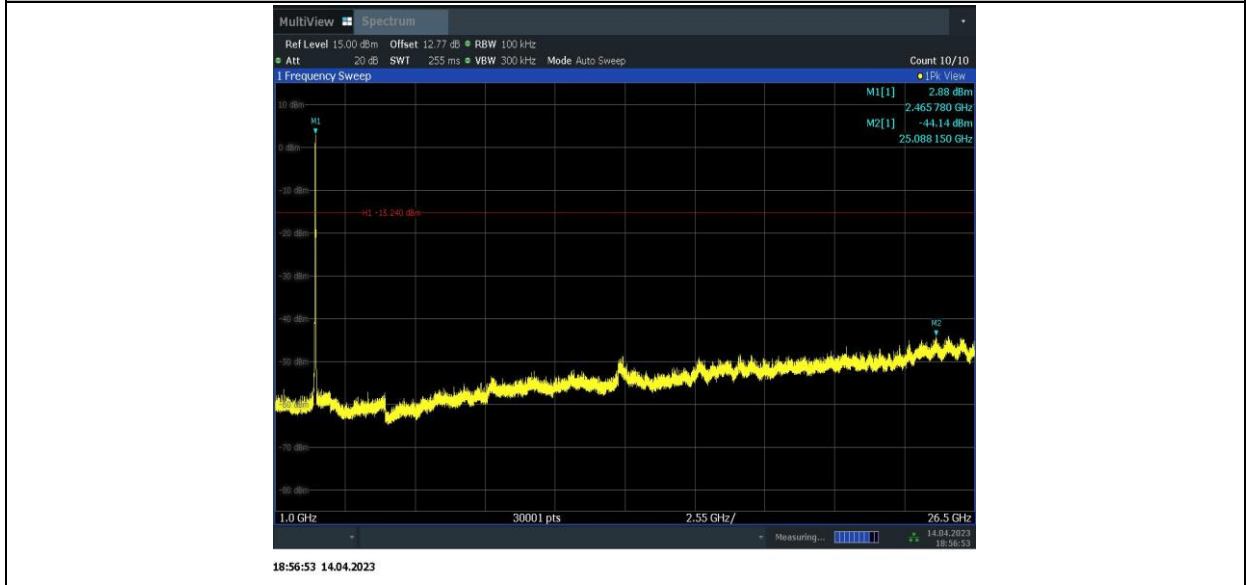 MultiView Spectrum
Ref Level 15.00 dBm Offset 12.77 dB RBW 100 kHz
Att 20 dB SWT 255 ms VBW 300 kHz Mode Auto Sweep Count 10/10
1 Frequency Sweep 1Pk View
M1[1] 2.88 dBm
2.465 780 GHz
M2[1] -44.14 dBm
25.088 150 GHz
10 dBm
M1
0 dBm
-10 dBm
H1 -15.240 dBm
-20 dBm
-30 dBm
-40 dBm
M2
-50 dBm
-60 dBm
-70 dBm
-80 dBm
1.0 GHz 30001 pts 2.55 GHz/ 26.5 GHz
Measuring... 14.04.2023
18:56:53
18:56:53 14.04.2023